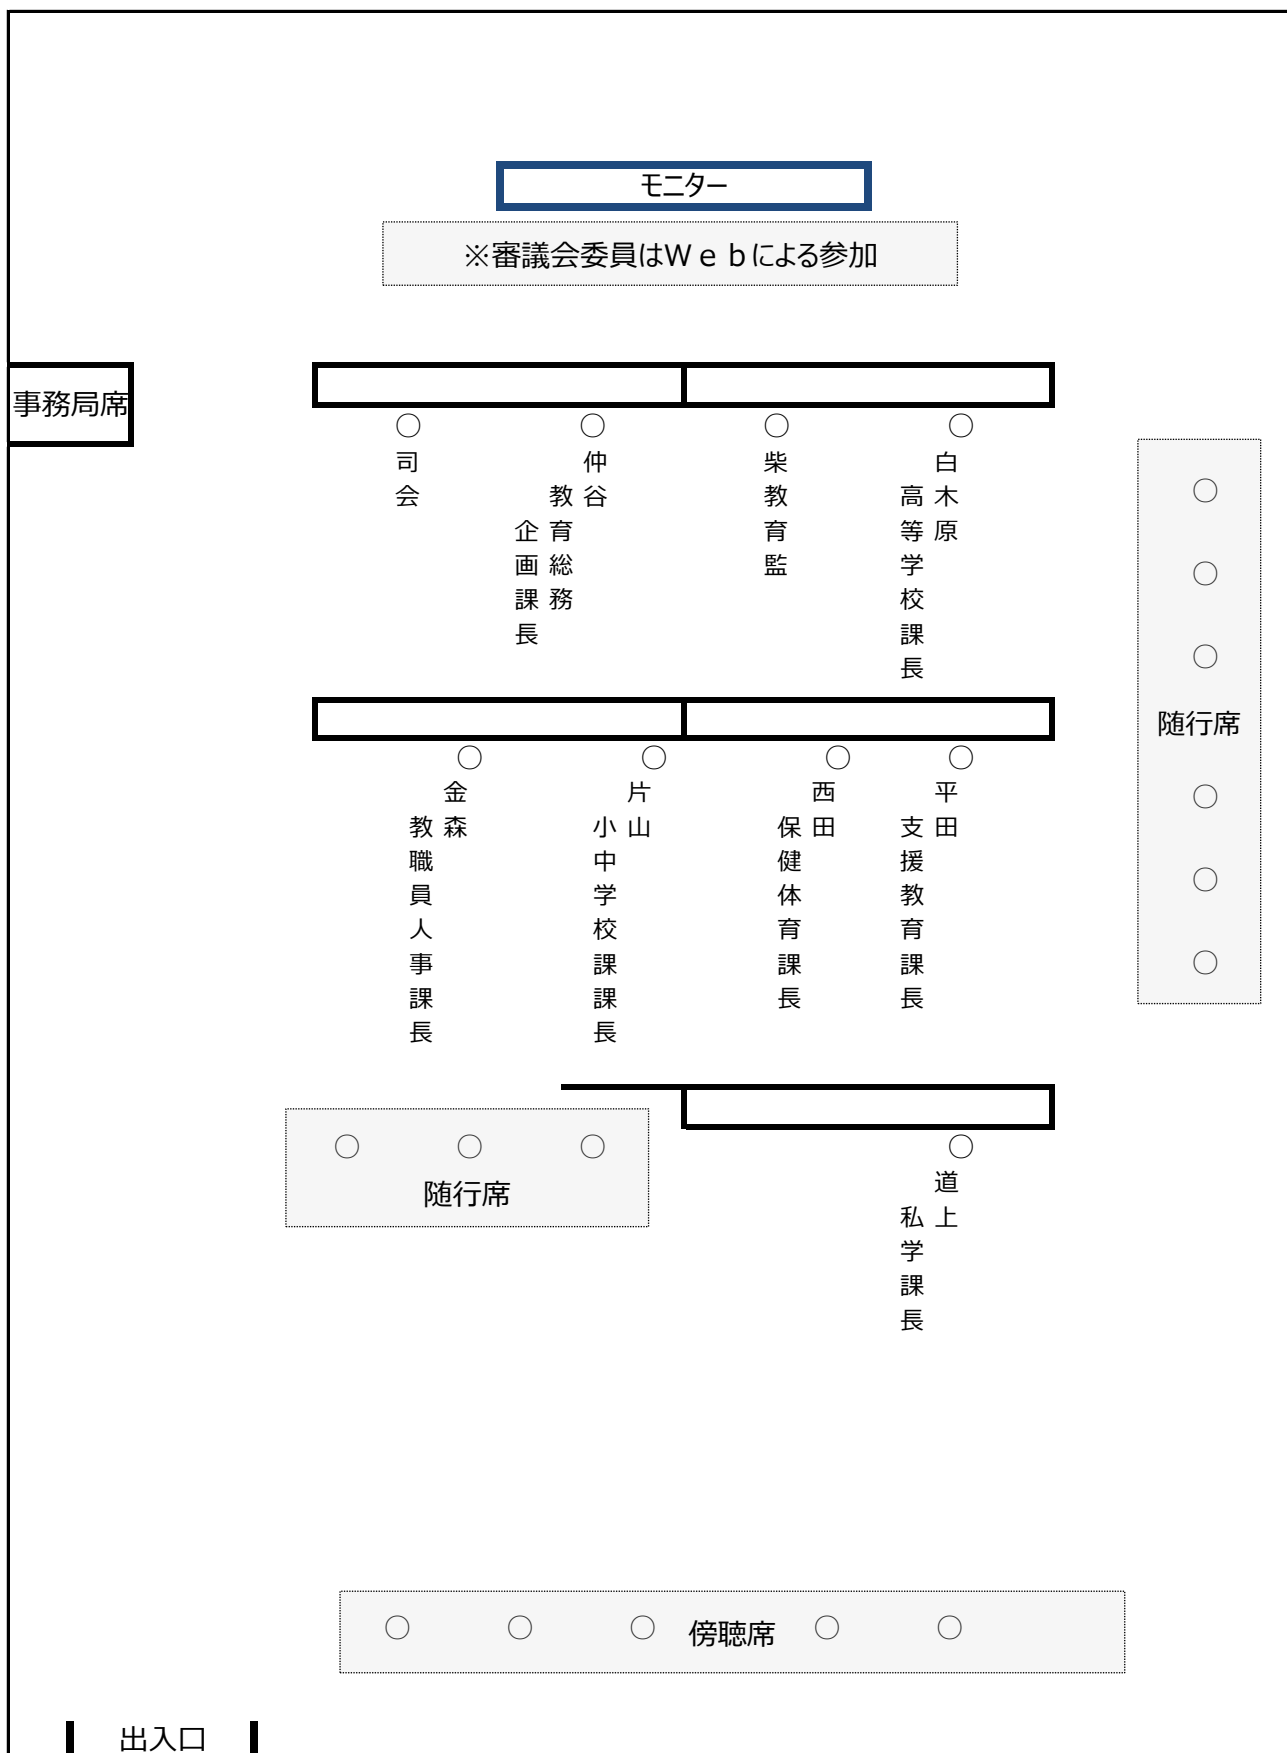 モニター
※審議会委員はＷｅｂによる参加
事務局席
○ ○ ○ ○
司会
仲谷
教育総務
企画課長
柴教育監
白木原
高等学校課長
○
○
○
随行席
○
○
○
○ ○ ○ ○
金森
教職員人事課長
片山
小中学校課課長
西田
保健体育課長
平田
支援教育課長
○ ○ ○
随行席
○
道上
私学課長
○ ○ ○ 傍聴席 ○ ○
出入口